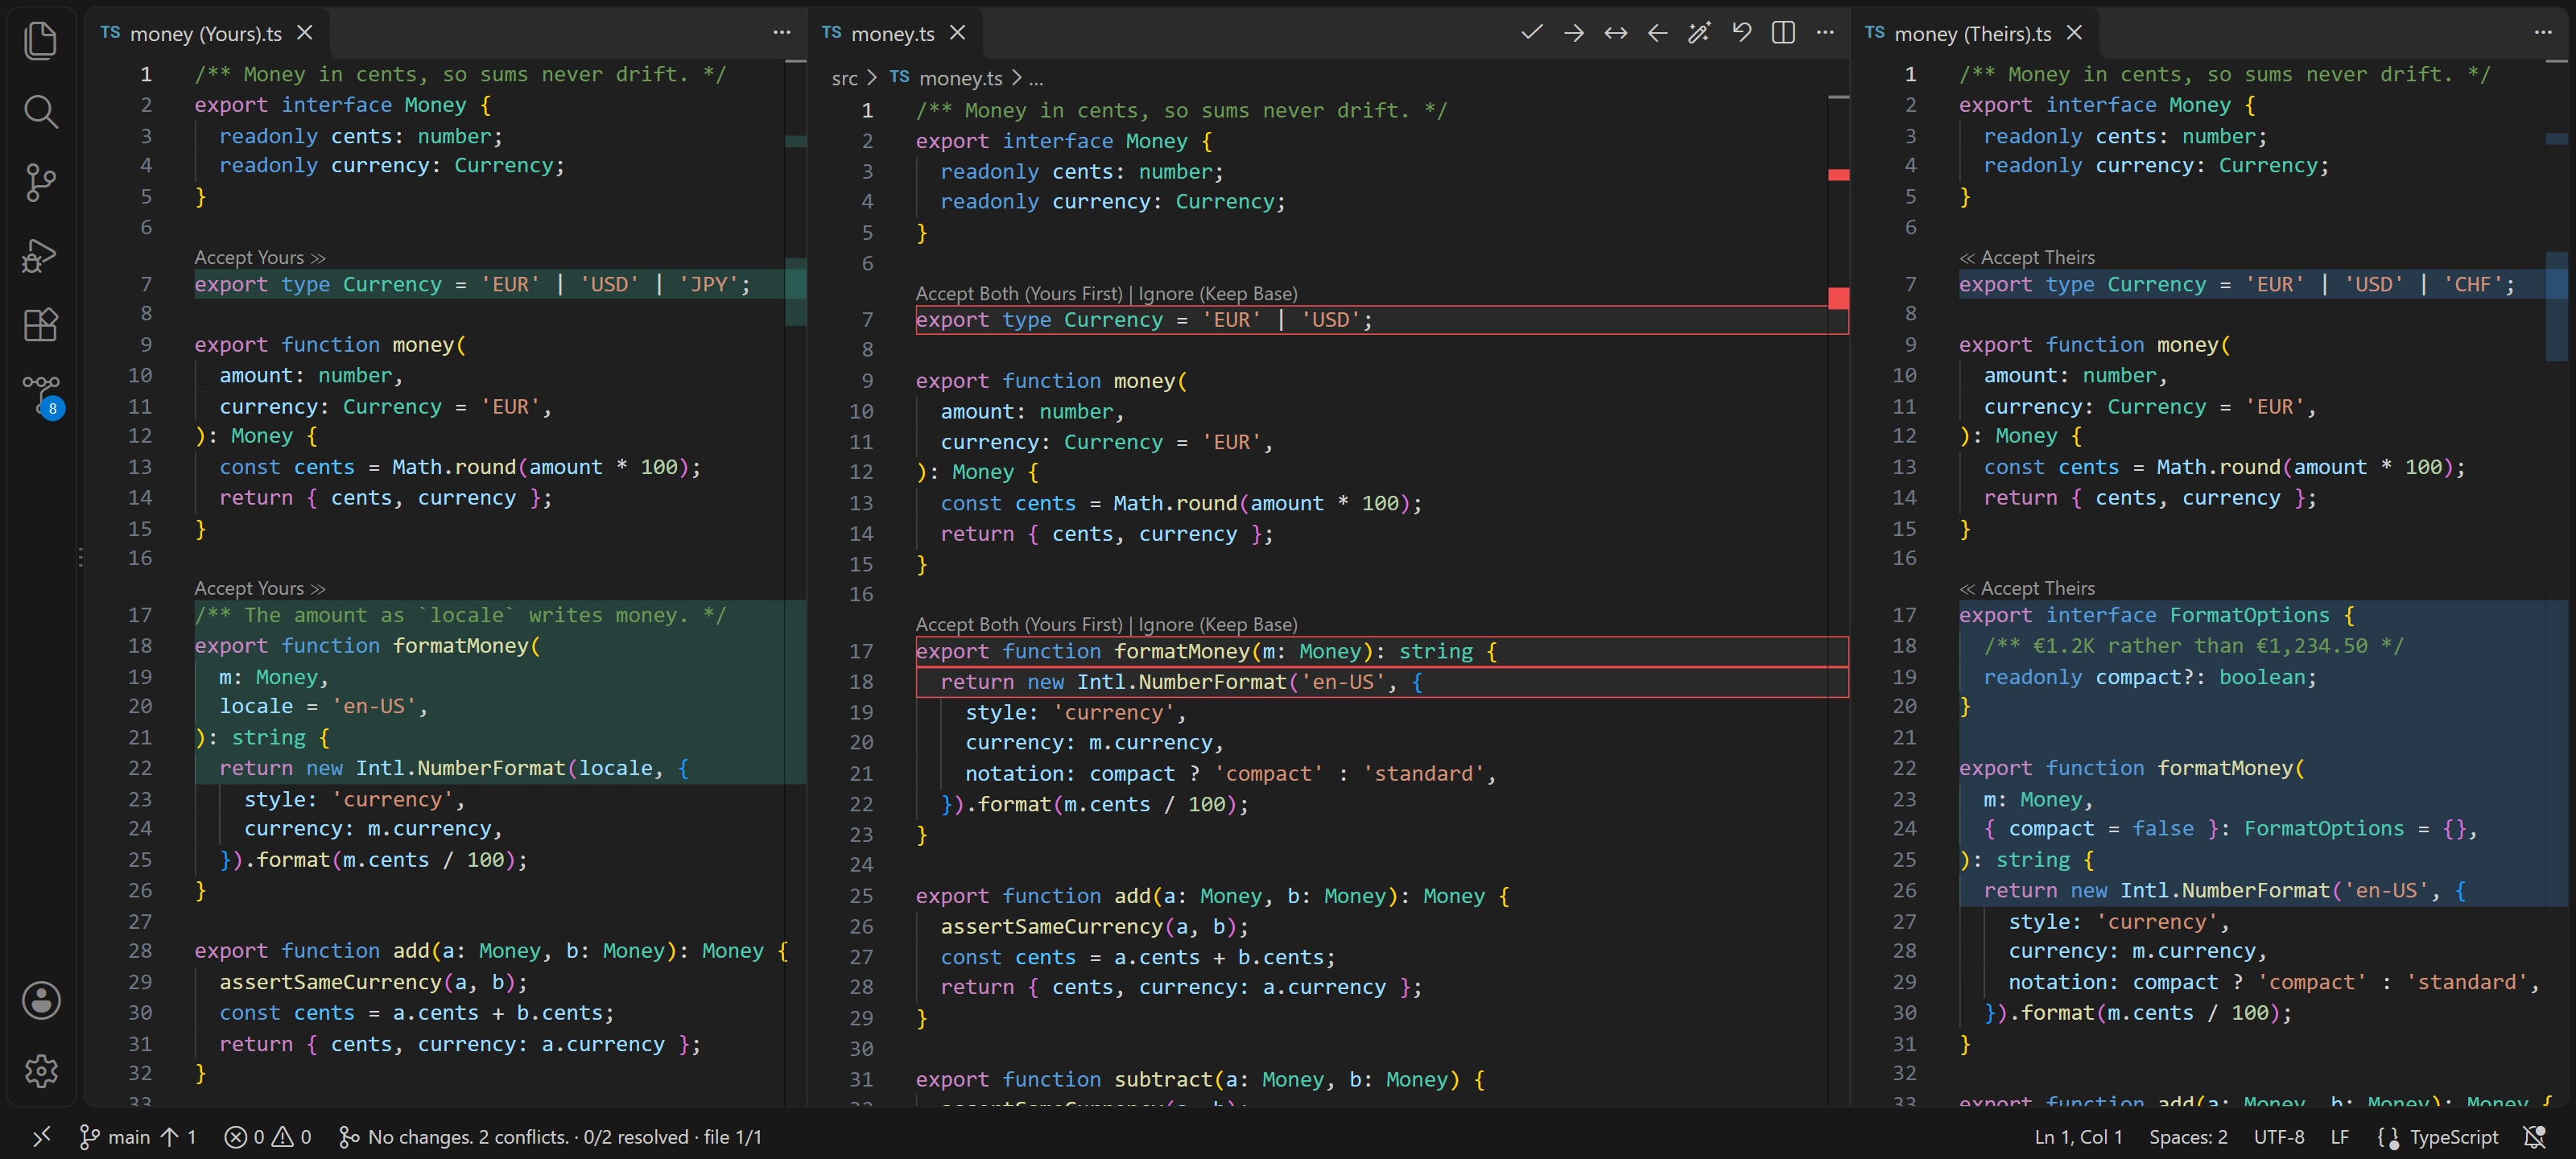 TS money (Yours).ts
/** Money in cents, so sums never drift. */
1
export interface Money {
2
readonly cents: number;
3
readonly currency: Currency;
4
}
5
6
Accept Yours ≫
7
export type Currency = 'EUR' | 'USD' | 'JPY';
8
9
export function money(
10
amount: number,
11
currency: Currency = 'EUR',
12
): Money {
13
const cents = Math.round(amount * 100);
14
return { cents, currency };
15
}
16
Accept Yours ≫
17
/** The amount as `locale` writes money. */
18
export function formatMoney(
19
m: Money,
20
locale = 'en-US',
21
): string {
22
return new Intl.NumberFormat(locale, {
23
style: 'currency',
24
currency: m.currency,
25
}).format(m.cents / 100);
26
}
27
28
export function add(a: Money, b: Money): Money {
29
assertSameCurrency(a, b);
30
const cents = a.cents + b.cents;
31
return { cents, currency: a.currency };
32
}
33
TS money.ts
src > TS money.ts > ...
1
/** Money in cents, so sums never drift. */
2
export interface Money {
3
readonly cents: number;
4
readonly currency: Currency;
5
}
6
Accept Both (Yours First) | Ignore (Keep Base)
7
export type Currency = 'EUR' | 'USD';
8
9
export function money(
10
amount: number,
11
currency: Currency = 'EUR',
12
): Money {
13
const cents = Math.round(amount * 100);
14
return { cents, currency };
15
}
16
Accept Both (Yours First) | Ignore (Keep Base)
17
export function formatMoney(m: Money): string {
18
return new Intl.NumberFormat('en-US', {
19
style: 'currency',
20
currency: m.currency,
21
notation: compact ? 'compact' : 'standard',
22
}).format(m.cents / 100);
23
}
24
25
export function add(a: Money, b: Money): Money {
26
assertSameCurrency(a, b);
27
const cents = a.cents + b.cents;
28
return { cents, currency: a.currency };
29
}
30
31
export function subtract(a: Money, b: Money) {
32
assertSameCurrency(a, b);
TS money (Theirs).ts
1
/** Money in cents, so sums never drift. */
2
export interface Money {
3
readonly cents: number;
4
readonly currency: Currency;
5
}
6
≪ Accept Theirs
7
export type Currency = 'EUR' | 'USD' | 'CHF';
8
9
export function money(
10
amount: number,
11
currency: Currency = 'EUR',
12
): Money {
13
const cents = Math.round(amount * 100);
14
return { cents, currency };
15
}
16
≪ Accept Theirs
17
export interface FormatOptions {
18
/** €1.2K rather than €1,234.50 */
19
readonly compact?: boolean;
20
}
21
22
export function formatMoney(
23
m: Money,
24
{ compact = false }: FormatOptions = {},
25
): string {
26
return new Intl.NumberFormat('en-US', {
27
style: 'currency',
28
currency: m.currency,
29
notation: compact ? 'compact' : 'standard',
30
}).format(m.cents / 100);
31
}
32
33
export function add(a: Money, b: Money): Money {
8
main ↑ 1
0 0
No changes. 2 conflicts. · 0/2 resolved · file 1/1
Ln 1, Col 1
Spaces: 2
UTF-8
LF
{ } TypeScript